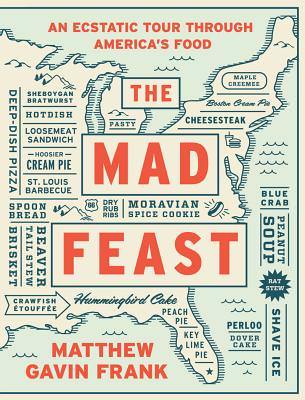 AN ECSTATIC TOUR THROUGH
AMERICA'S FOOD
THE
MAD
FEAST
SHEBOYGAN
BRATWURST
HOTDISH
LOOSEMEAT
SANDWICH
HOOSIER
CREAM PIE
ST. LOUIS
BARBECUE
DEEP-DISH PIZZA
PASTY
MAPLE
CREEMEE
Boston Cream Pie
CHEESESTEAK
SPOON
BREAD
66
DRY
RUB
RIBS
MORAVIAN
SPICE COOKIE
BLUE
CRAB
BRISKET
BEAVER
TAIL STEW
PEANUT
SOUP
RAT
STEW
SHAVE ICE
CRAWFISH
ÉTOUFFÉE
Hummingbird Cake
PEACH
PIE
KEY
LIME
PIE
PERLOO
DOVER
CAKE
MATTHEW
GAVIN FRANK